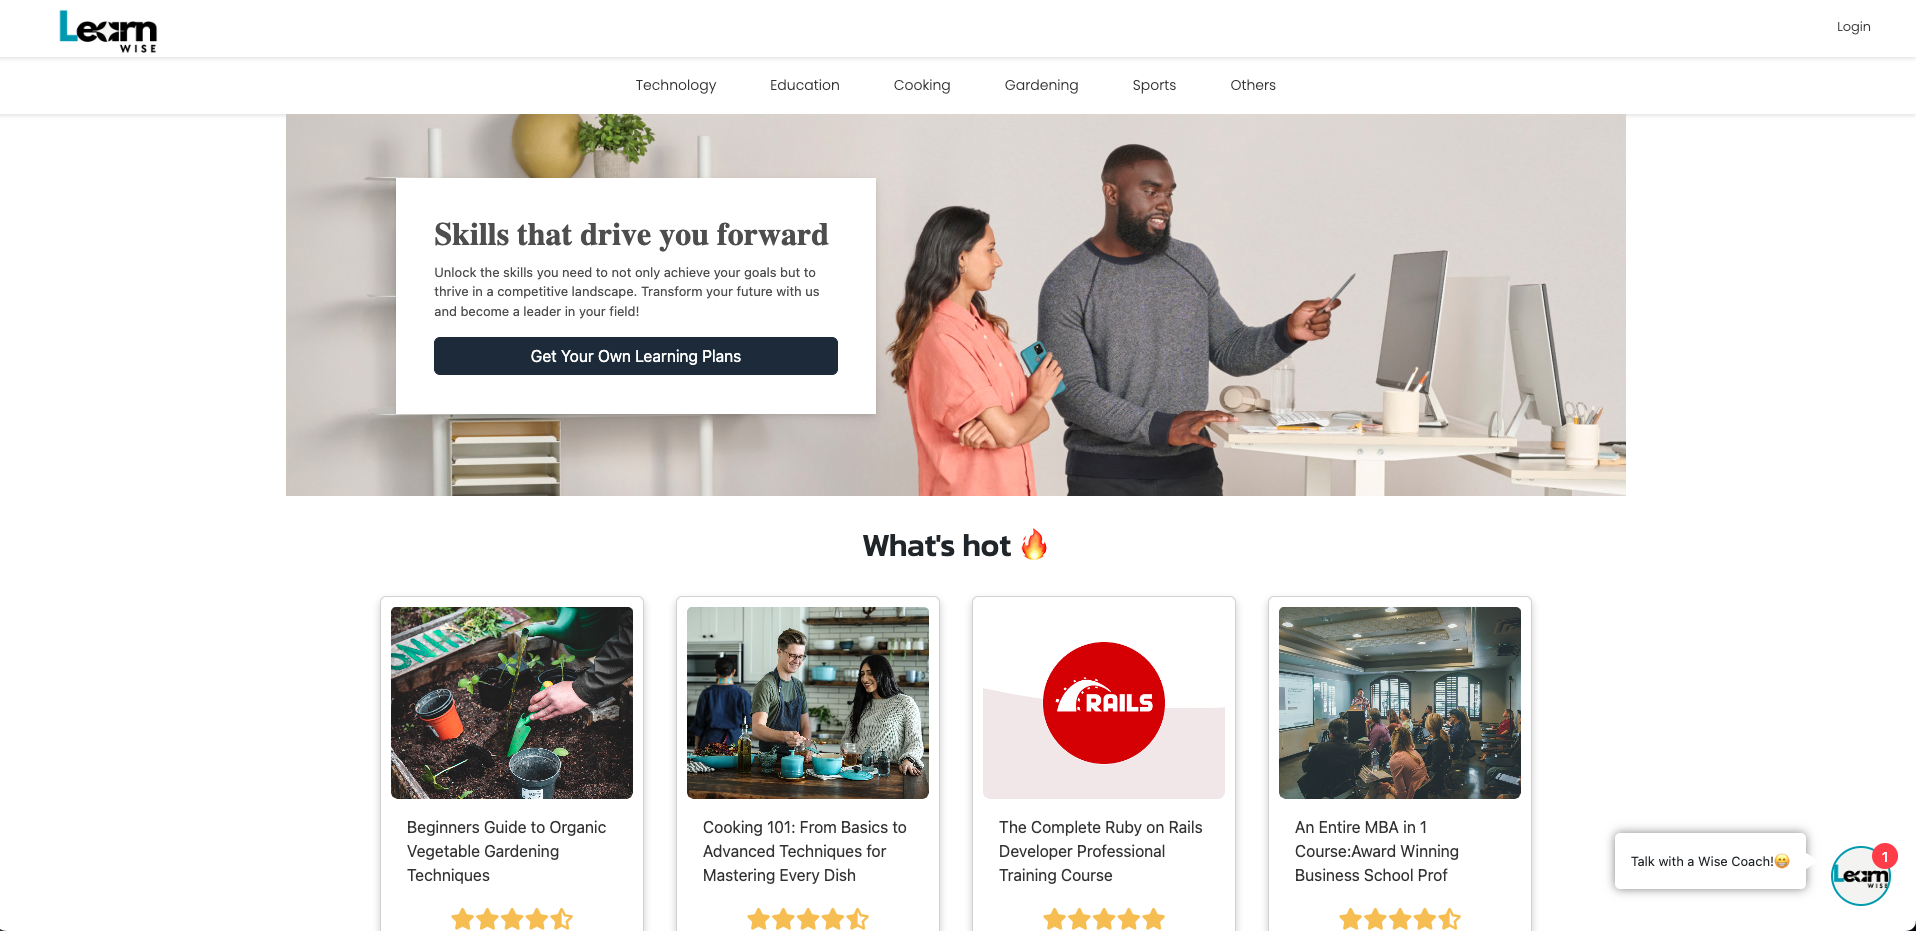 Learn
WISE
Login
Technology Education Cooking Gardening Sports Others
Skills that drive you forward
Unlock the skills you need to not only achieve your goals but to
thrive in a competitive landscape. Transform your future with us
and become a leader in your field!
Get Your Own Learning Plans
What's hot 🔥
RAILS
Beginners Guide to Organic
Vegetable Gardening
Techniques
Cooking 101: From Basics to
Advanced Techniques for
Mastering Every Dish
The Complete Ruby on Rails
Developer Professional
Training Course
An Entire MBA in 1
Course:Award Winning
Business School Prof
Talk with a Wise Coach!😁
1
Learn
WISE